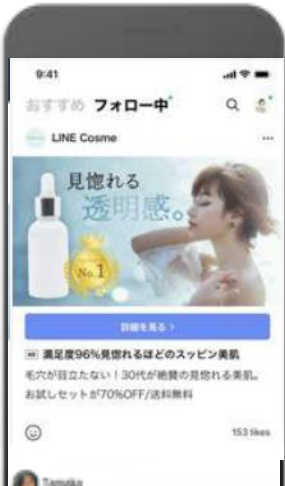 9:41
おすすめ フォロー中
LINE Cosme
見惚れる
透明感。
No.1
詳細を見る >
満足度96%見惚れるほどのスッピン美肌
毛穴が目立たない！30代が絶賛の見惚れる美肌。
お試しセットが70%OFF/送料無料
153 likes
Tamako